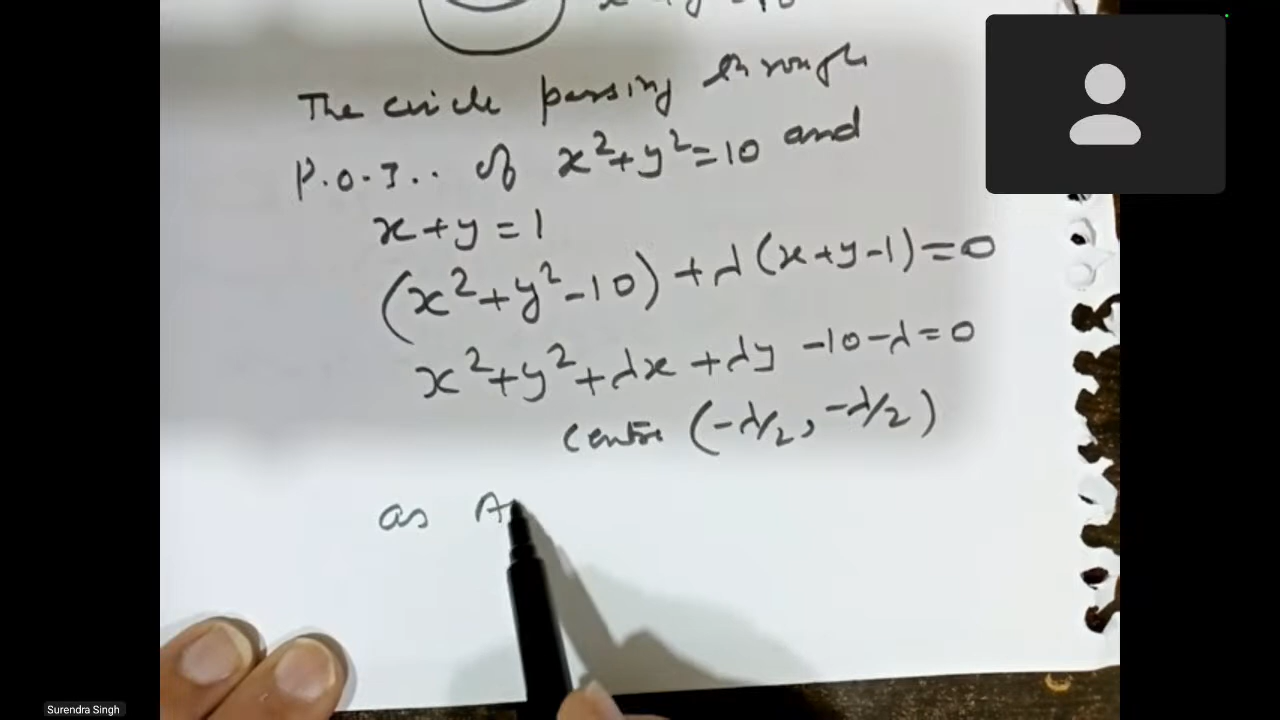 The circle passing through
P.O.I.. of x²+y²=10 and
x+y=1
(x²+y²-10)+λ(x+y-1)=0
x²+y²+λx+λy-10-λ=0
centre (-λ/2, -λ/2)
as A
Surendra Singh